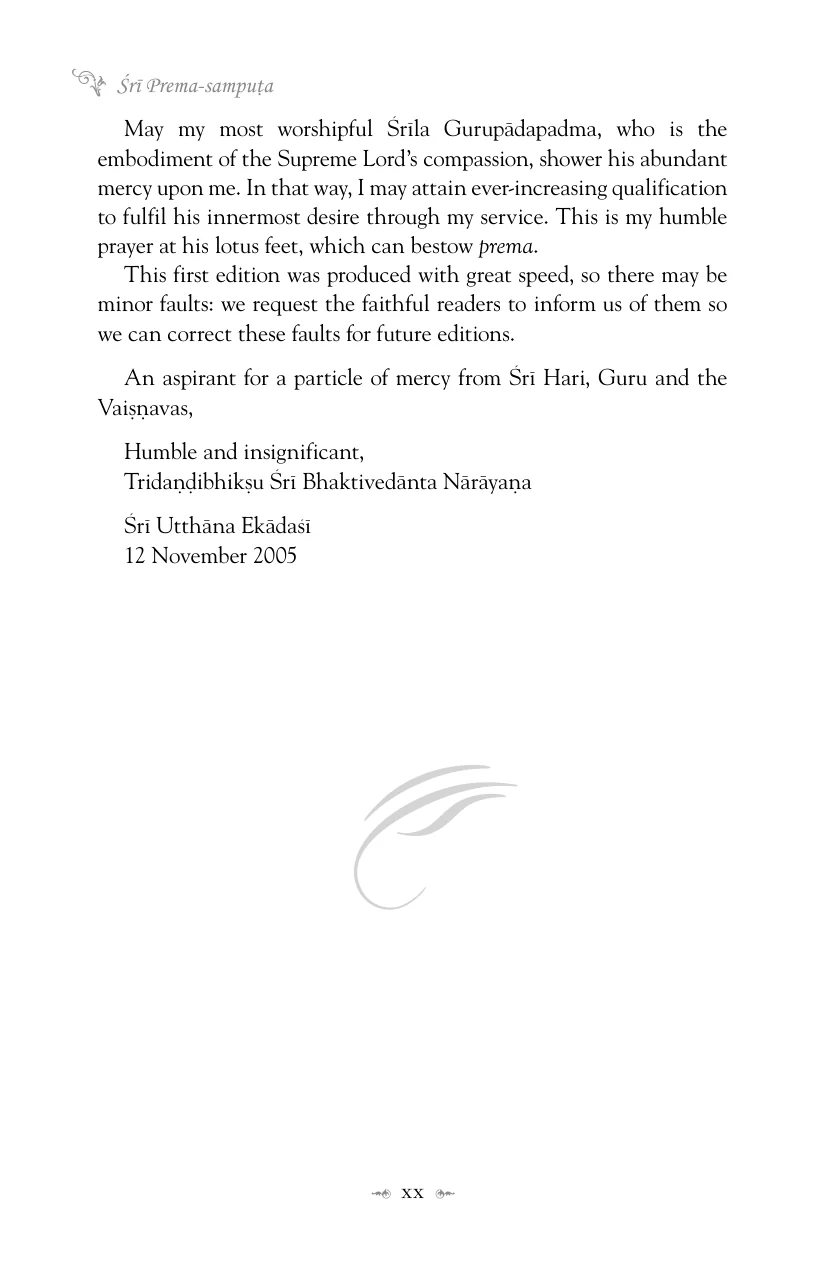 Śrī Prema-sampuṭa
May my most worshipful Śrīla Gurupādapadma, who is the
embodiment of the Supreme Lord’s compassion, shower his abundant
mercy upon me. In that way, I may attain ever-increasing qualification
to fulfil his innermost desire through my service. This is my humble
prayer at his lotus feet, which can bestow prema.
This first edition was produced with great speed, so there may be
minor faults: we request the faithful readers to inform us of them so
we can correct these faults for future editions.
An aspirant for a particle of mercy from Śrī Hari, Guru and the
Vaiṣṇavas,
Humble and insignificant,
Tridaṇḍibhikṣu Śrī Bhaktivedānta Nārāyaṇa
Śrī Utthāna Ekādaśī
12 November 2005
xx